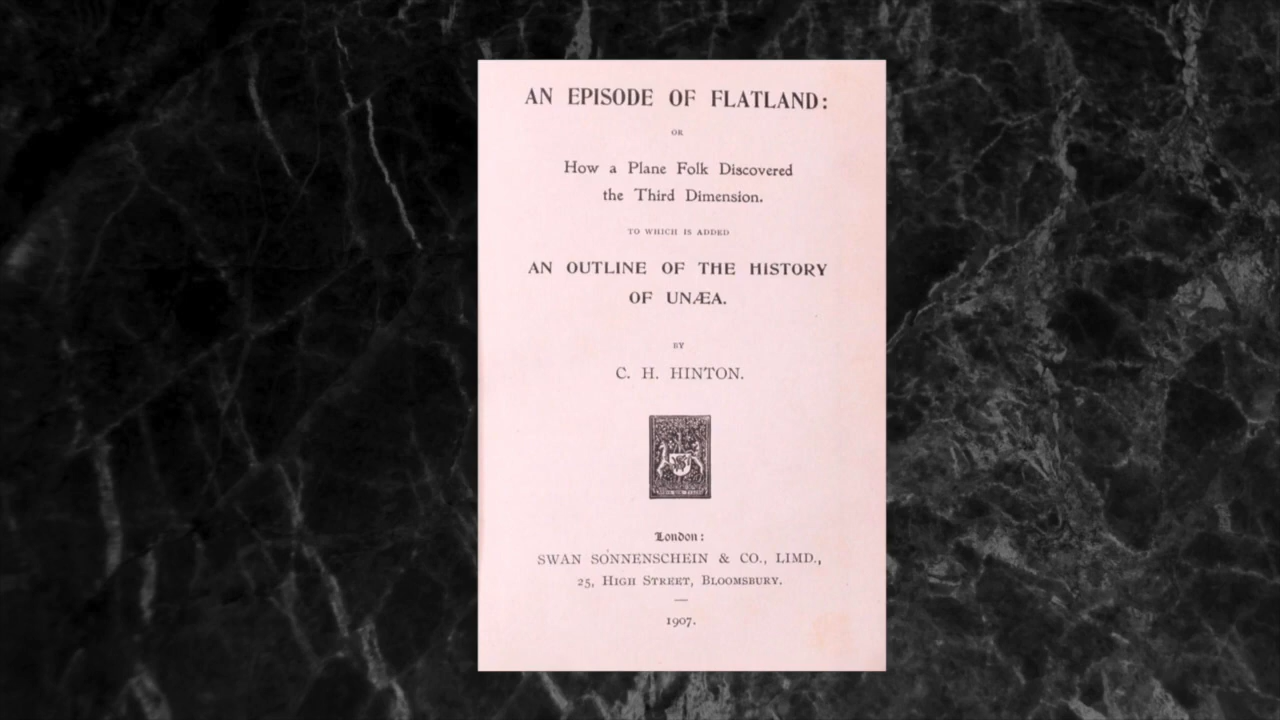 AN EPISODE OF FLATLAND:
OR
How a Plane Folk Discovered
the Third Dimension.
TO WHICH IS ADDED
AN OUTLINE OF THE HISTORY
OF UNÆA.
BY
C. H. HINTON.
London:
SWAN SONNENSCHEIN & CO., LIMD.,
25, HIGH STREET, BLOOMSBURY.
1907.